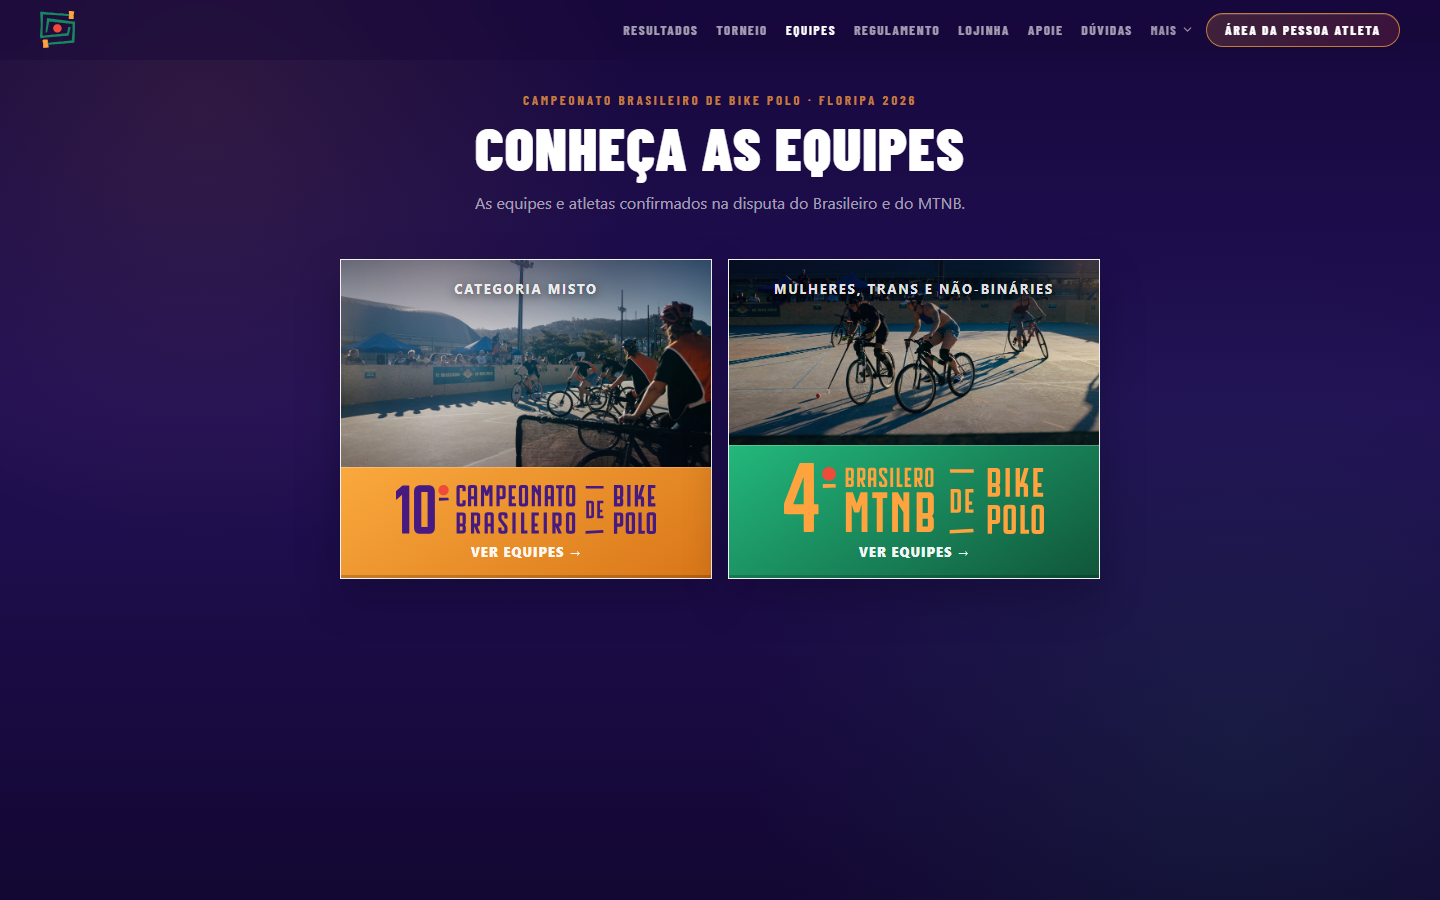 RESULTADOS TORNEIO EQUIPES REGULAMENTO LOJINHA APOIE DÚVIDAS MAIS ÁREA DA PESSOA ATLETA
CAMPEONATO BRASILEIRO DE BIKE POLO · FLORIPA 2026
CONHEÇA AS EQUIPES
As equipes e atletas confirmados na disputa do Brasileiro e do MTNB.
CATEGORIA MISTO
10º CAMPEONATO BRASILEIRO DE BIKE POLO
VER EQUIPES →
MULHERES, TRANS E NÃO-BINÁRIES
4º BRASILERO MTNB DE BIKE POLO
VER EQUIPES →